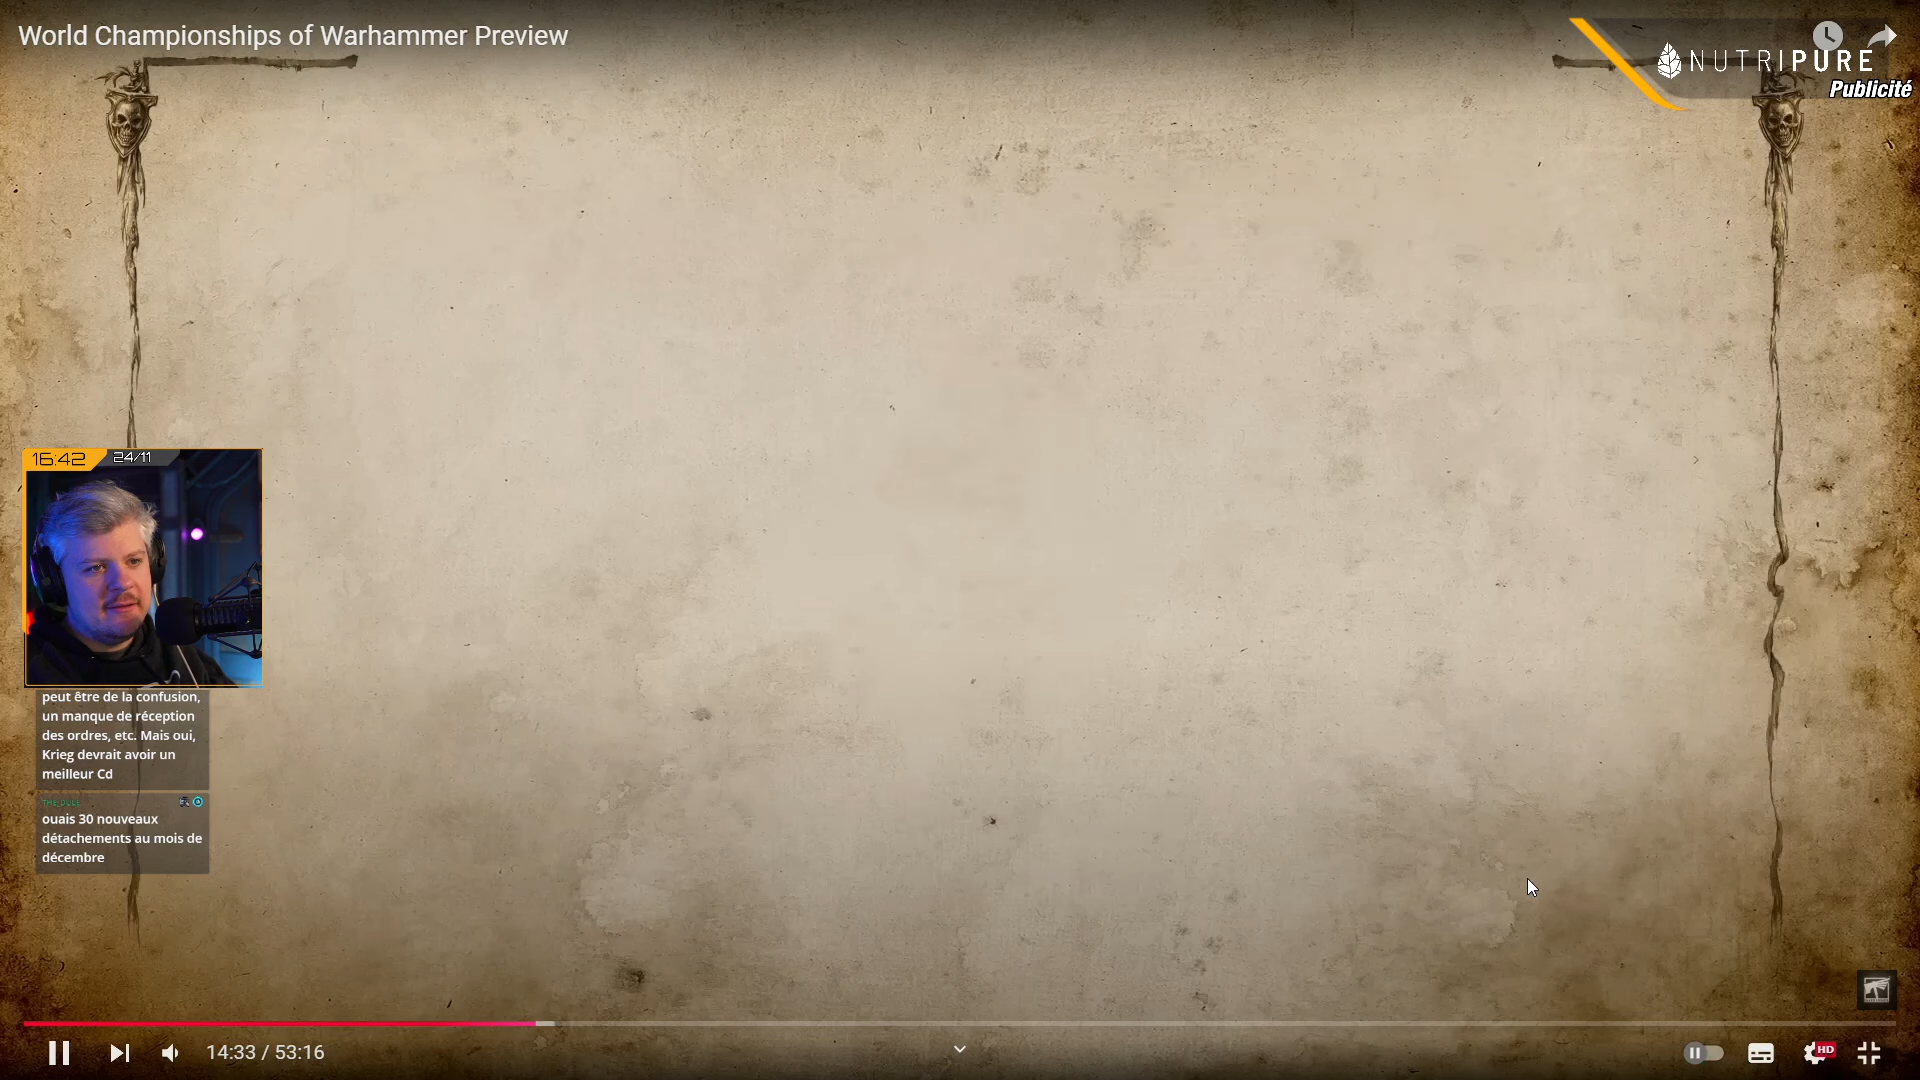 World Championships of Warhammer Preview
NUTRIPURE
Publicité
16:42 24/11
peut être de la confusion,
un manque de réception
des ordres, etc. Mais oui,
Krieg devrait avoir un
meilleur Cd
ouais 30 nouveaux
détachements au mois de
décembre
14:33 / 53:16
HD